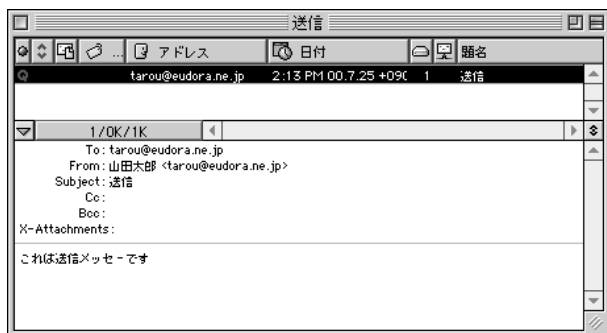 送信
... アドレス 日付 題名
Q tarou@eudora.ne.jp 2:13 PM 00.7.25 +090 1 送信
1/0K/1K
To: tarou@eudora.ne.jp
From: 山田太郎 <tarou@eudora.ne.jp>
Subject: 送信
Cc:
Bcc:
X-Attachments:
これは送信メッセーです